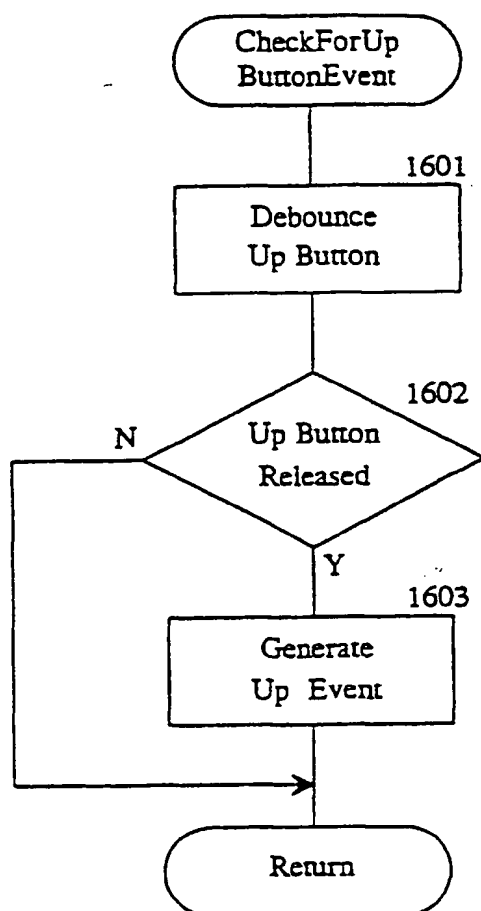 CheckForUp
ButtonEvent
1601
Debounce
Up Button
1602
N
Up Button
Released
Y
1603
Generate
Up Event
Return